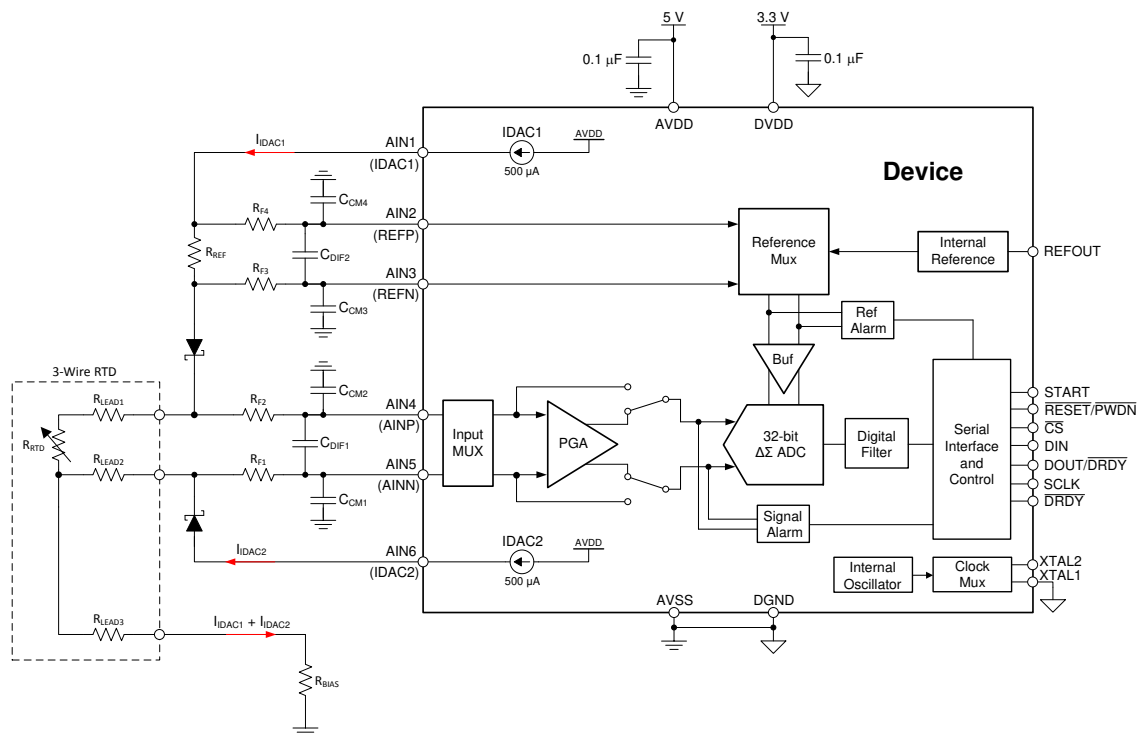 5 V
3.3 V
0.1 μF
0.1 μF
AVDD
DVDD
IIDAC1
AIN1
(IDAC1)
IDAC1
500 μA
AVDD
Device
CCM4
RF4
AIN2
(REFP)
RREF
CDIF2
Reference
Mux
Internal
Reference
REFOUT
RF3
AIN3
(REFN)
CCM3
Ref
Alarm
Buf
3-Wire RTD
CCM2
RLEAD1
RF2
AIN4
(AINP)
RRTD
CDIF1
Input
MUX
PGA
32-bit
ΔΣ ADC
Digital
Filter
Serial
Interface
and
Control
START
RESET/PWDN
CS
DIN
DOUT/DRDY
SCLK
DRDY
RLEAD2
RF1
AIN5
(AINN)
CCM1
Signal
Alarm
IIDAC2
AIN6
(IDAC2)
IDAC2
500 μA
AVDD
Internal
Oscillator
Clock
Mux
XTAL2
XTAL1
AVSS
DGND
RLEAD3
IIDAC1 + IIDAC2
RBIAS